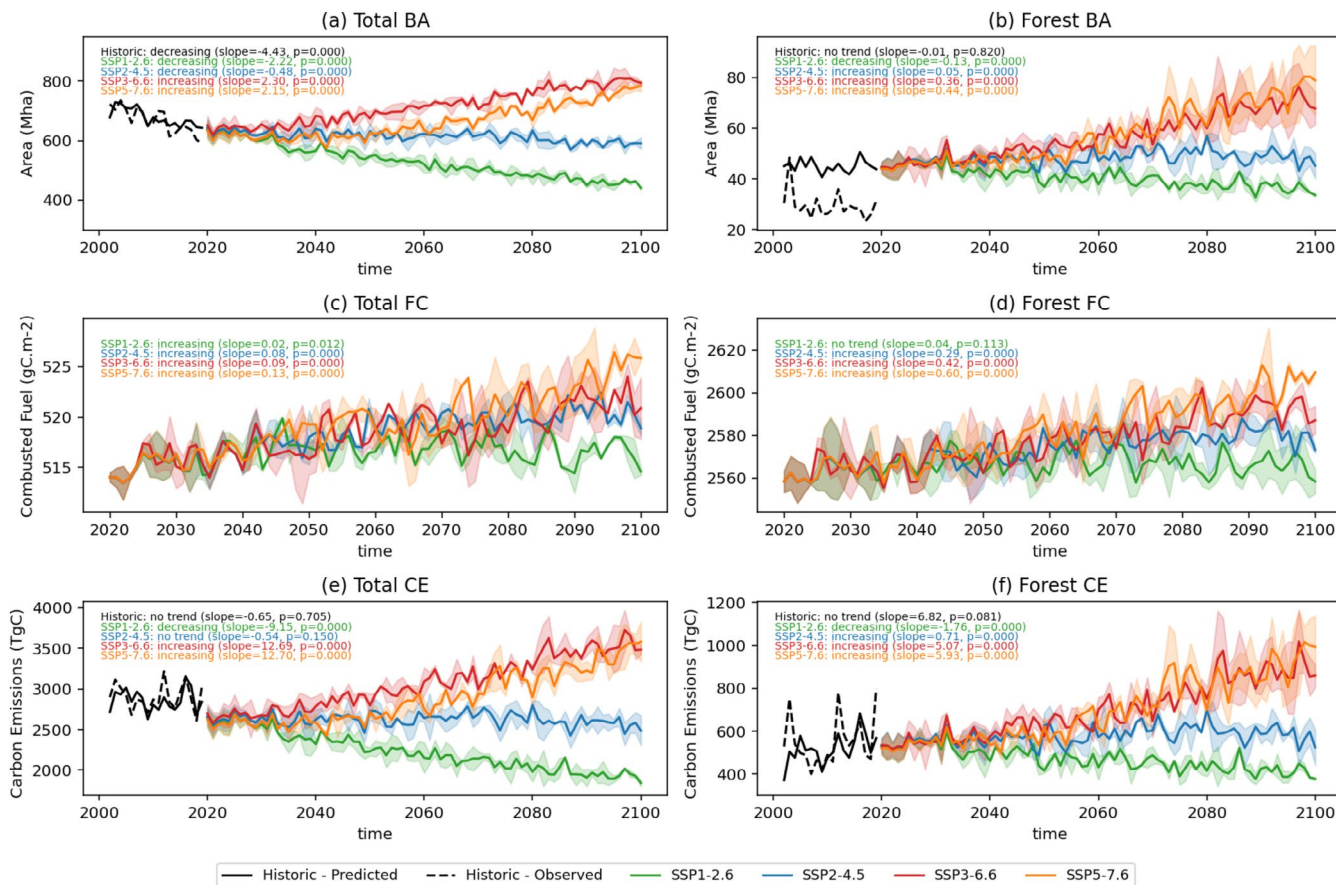 (a) Total BA
Historic: decreasing (slope=-4.43, p=0.000)
SSP1-2.6: decreasing (slope=-2.22, p=0.000)
SSP2-4.5: decreasing (slope=-0.48, p=0.000)
SSP3-6.6: increasing (slope=2.30, p=0.000)
SSP5-7.6: increasing (slope=2.15, p=0.000)
Area (Mha)
800
600
400
2000 2020 2040 2060 2080 2100
time
(b) Forest BA
Historic: no trend (slope=-0.01, p=0.820)
SSP1-2.6: decreasing (slope=-0.13, p=0.000)
SSP2-4.5: increasing (slope=0.05, p=0.000)
SSP3-6.6: increasing (slope=0.36, p=0.000)
SSP5-7.6: increasing (slope=0.44, p=0.000)
Area (Mha)
80
60
40
20
2000 2020 2040 2060 2080 2100
time
(c) Total FC
SSP1-2.6: increasing (slope=0.02, p=0.012)
SSP2-4.5: increasing (slope=0.08, p=0.000)
SSP3-6.6: increasing (slope=0.09, p=0.000)
SSP5-7.6: increasing (slope=0.13, p=0.000)
Combusted Fuel (gC.m-2)
525
520
515
2020 2030 2040 2050 2060 2070 2080 2090 2100
time
(d) Forest FC
SSP1-2.6: no trend (slope=0.04, p=0.113)
SSP2-4.5: increasing (slope=0.29, p=0.000)
SSP3-6.6: increasing (slope=0.42, p=0.000)
SSP5-7.6: increasing (slope=0.60, p=0.000)
Combusted Fuel (gC.m-2)
2620
2600
2580
2560
2020 2030 2040 2050 2060 2070 2080 2090 2100
time
(e) Total CE
Historic: no trend (slope=-0.65, p=0.705)
SSP1-2.6: decreasing (slope=-9.15, p=0.000)
SSP2-4.5: no trend (slope=-0.54, p=0.150)
SSP3-6.6: increasing (slope=12.69, p=0.000)
SSP5-7.6: increasing (slope=12.70, p=0.000)
Carbon Emissions (TgC)
4000
3500
3000
2500
2000
2000 2020 2040 2060 2080 2100
time
(f) Forest CE
Historic: no trend (slope=6.82, p=0.081)
SSP1-2.6: decreasing (slope=-1.76, p=0.000)
SSP2-4.5: increasing (slope=0.71, p=0.000)
SSP3-6.6: increasing (slope=5.07, p=0.000)
SSP5-7.6: increasing (slope=5.93, p=0.000)
Carbon Emissions (TgC)
1200
1000
800
600
400
2000 2020 2040 2060 2080 2100
time
Historic - Predicted Historic - Observed SSP1-2.6 SSP2-4.5 SSP3-6.6 SSP5-7.6